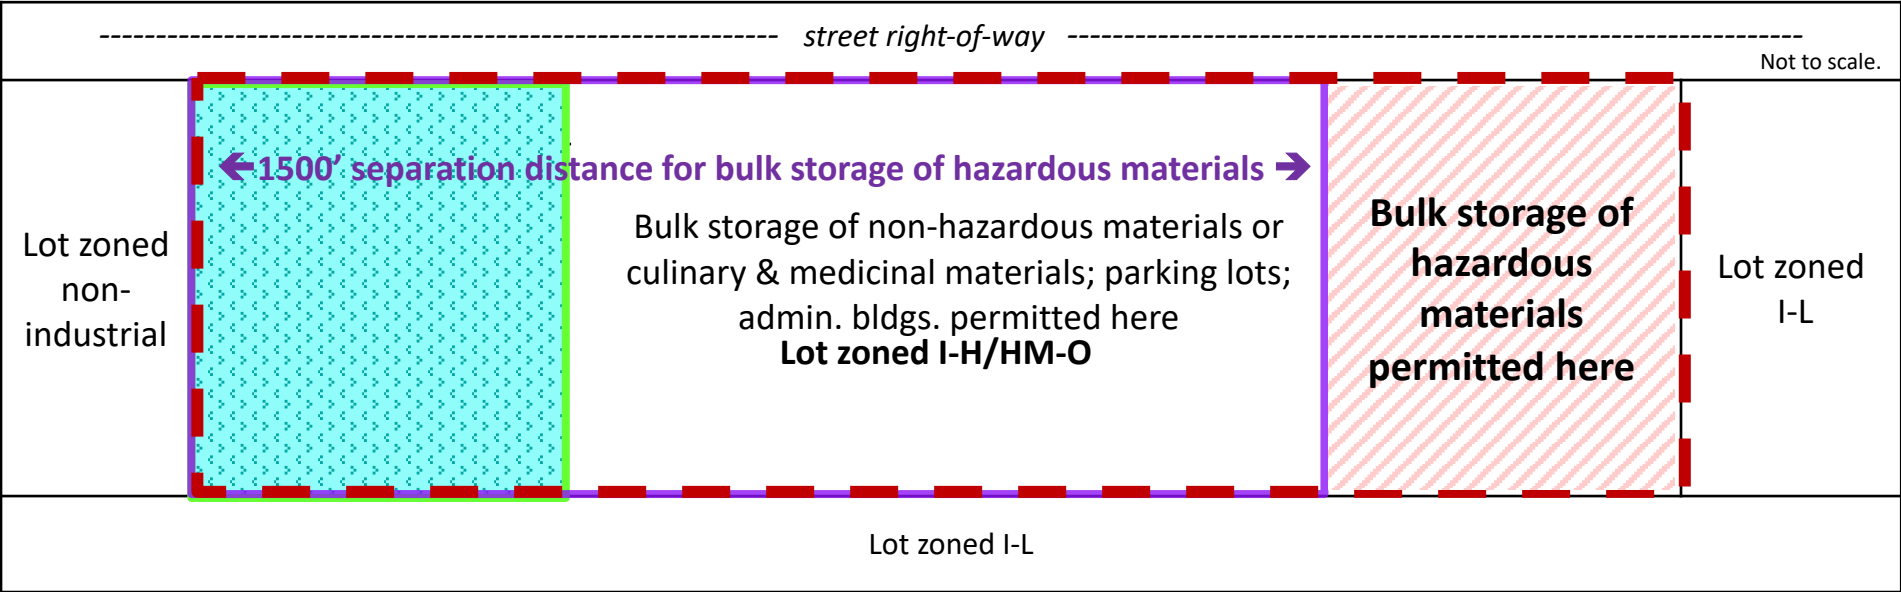 street right-of-way
Not to scale.
Lot zoned
non-
industrial
←1500’ separation distance for bulk storage of hazardous materials →
Bulk storage of non-hazardous materials or
culinary & medicinal materials; parking lots;
admin. bldgs. permitted here
Lot zoned I-H/HM-O
Bulk storage of
hazardous
materials
permitted here
Lot zoned
I-L
Lot zoned I-L